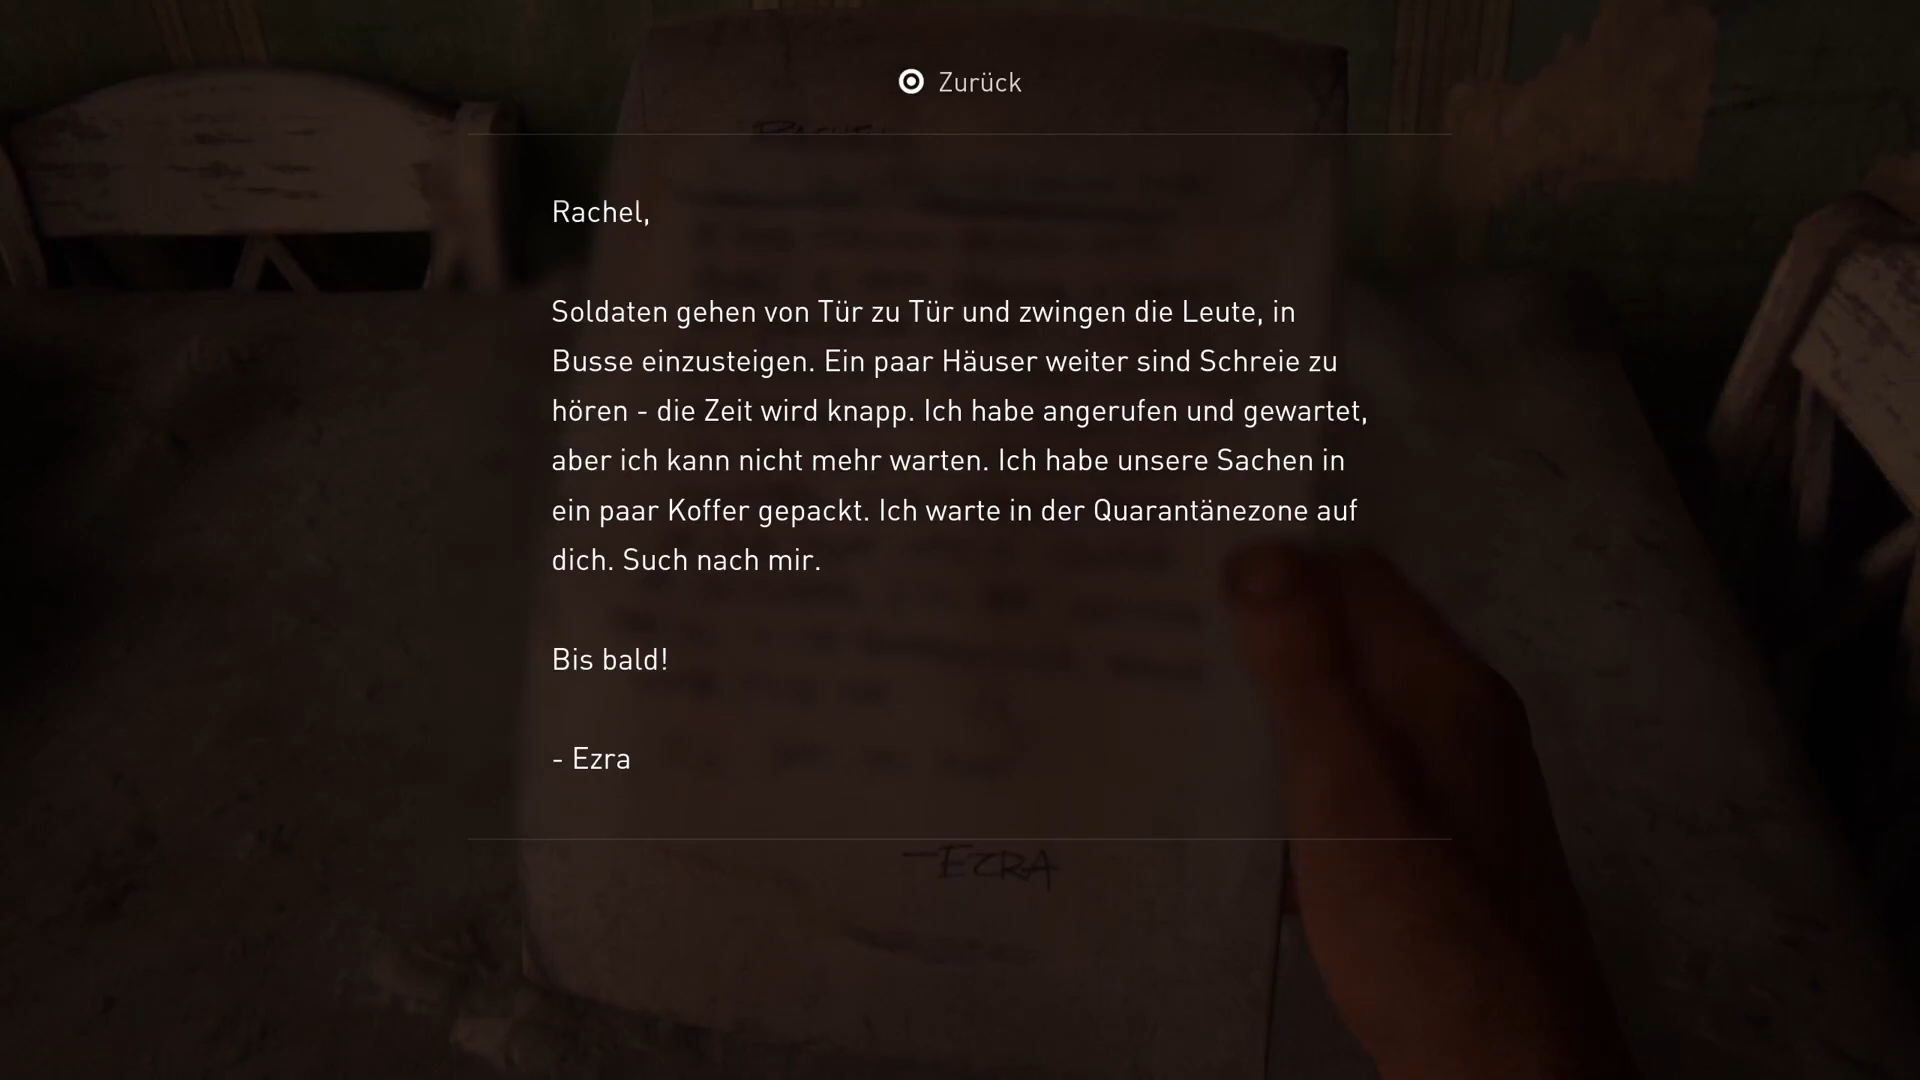 Zurück
Rachel,
Soldaten gehen von Tür zu Tür und zwingen die Leute, in
Busse einzusteigen. Ein paar Häuser weiter sind Schreie zu
hören - die Zeit wird knapp. Ich habe angerufen und gewartet,
aber ich kann nicht mehr warten. Ich habe unsere Sachen in
ein paar Koffer gepackt. Ich warte in der Quarantänezone auf
dich. Such nach mir.
Bis bald!
- Ezra
-EZRA